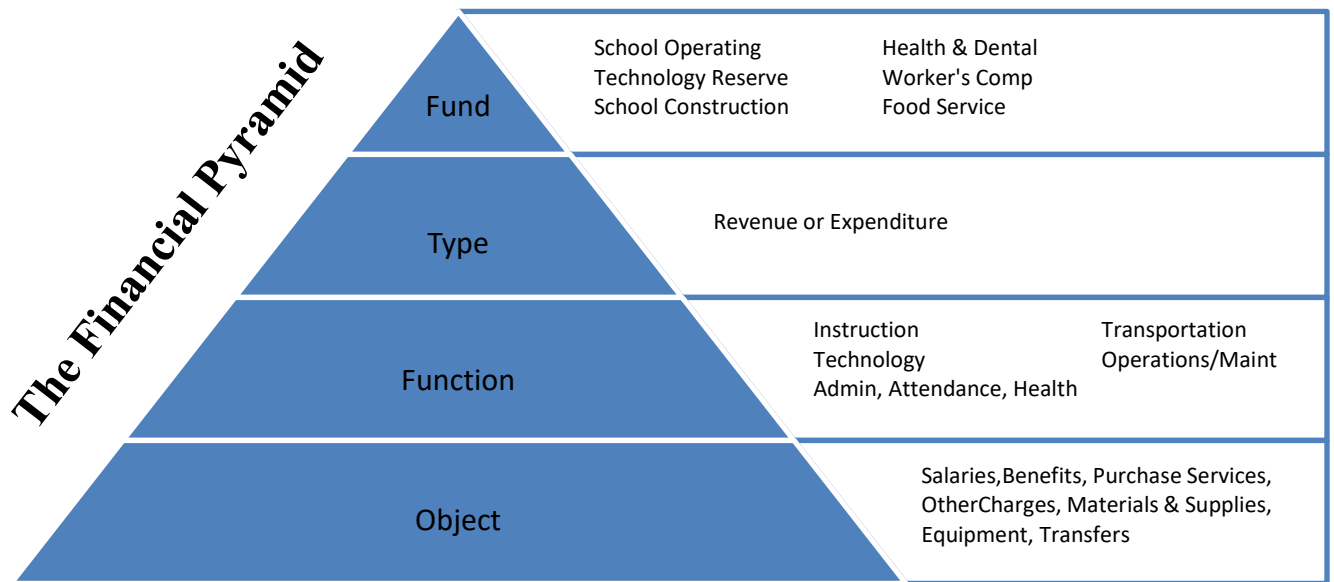 The Financial Pyramid
Fund
School Operating Health & Dental
Technology Reserve Worker's Comp
School Construction Food Service
Type
Revenue or Expenditure
Function
Instruction Transportation
Technology Operations/Maint
Admin, Attendance, Health
Object
Salaries,Benefits, Purchase Services,
OtherCharges, Materials & Supplies,
Equipment, Transfers